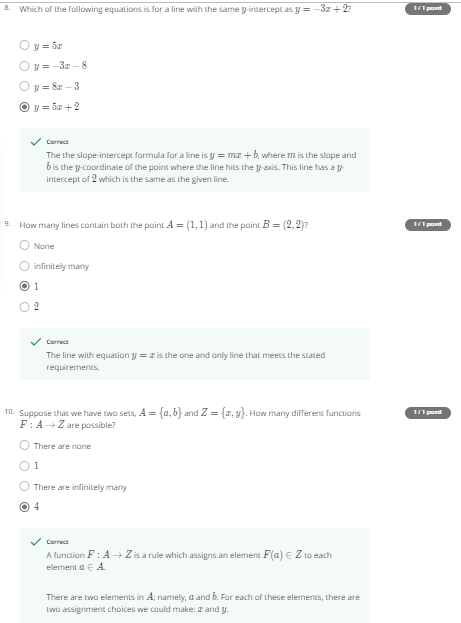 8. Which of the following equations is for a line with the same y-intercept as y = −3x + 2? 1 / 1 point
y = 5x
y = −3x − 8
y = 8x − 3
y = 5x + 2
Correct
The the slope-intercept formula for a line is y = mx + b, where m is the slope and
b is the y-coordinate of the point where the line hits the y-axis. This line has a y-
intercept of 2 which is the same as the given line.
9. How many lines contain both the point A = (1, 1) and the point B = (2, 2)? 1 / 1 point
None
infinitely many
1
2
Correct
The line with equation y = x is the one and only line that meets the stated
requirements.
10. Suppose that we have two sets, A = {a, b} and Z = {x, y}. How many different functions 1 / 1 point
F : A → Z are possible?
There are none
1
There are infinitely many
4
Correct
A function F : A → Z is a rule which assigns an element F(a) ∈ Z to each
element a ∈ A.
There are two elements in A; namely, a and b. For each of these elements, there are
two assignment choices we could make: x and y.